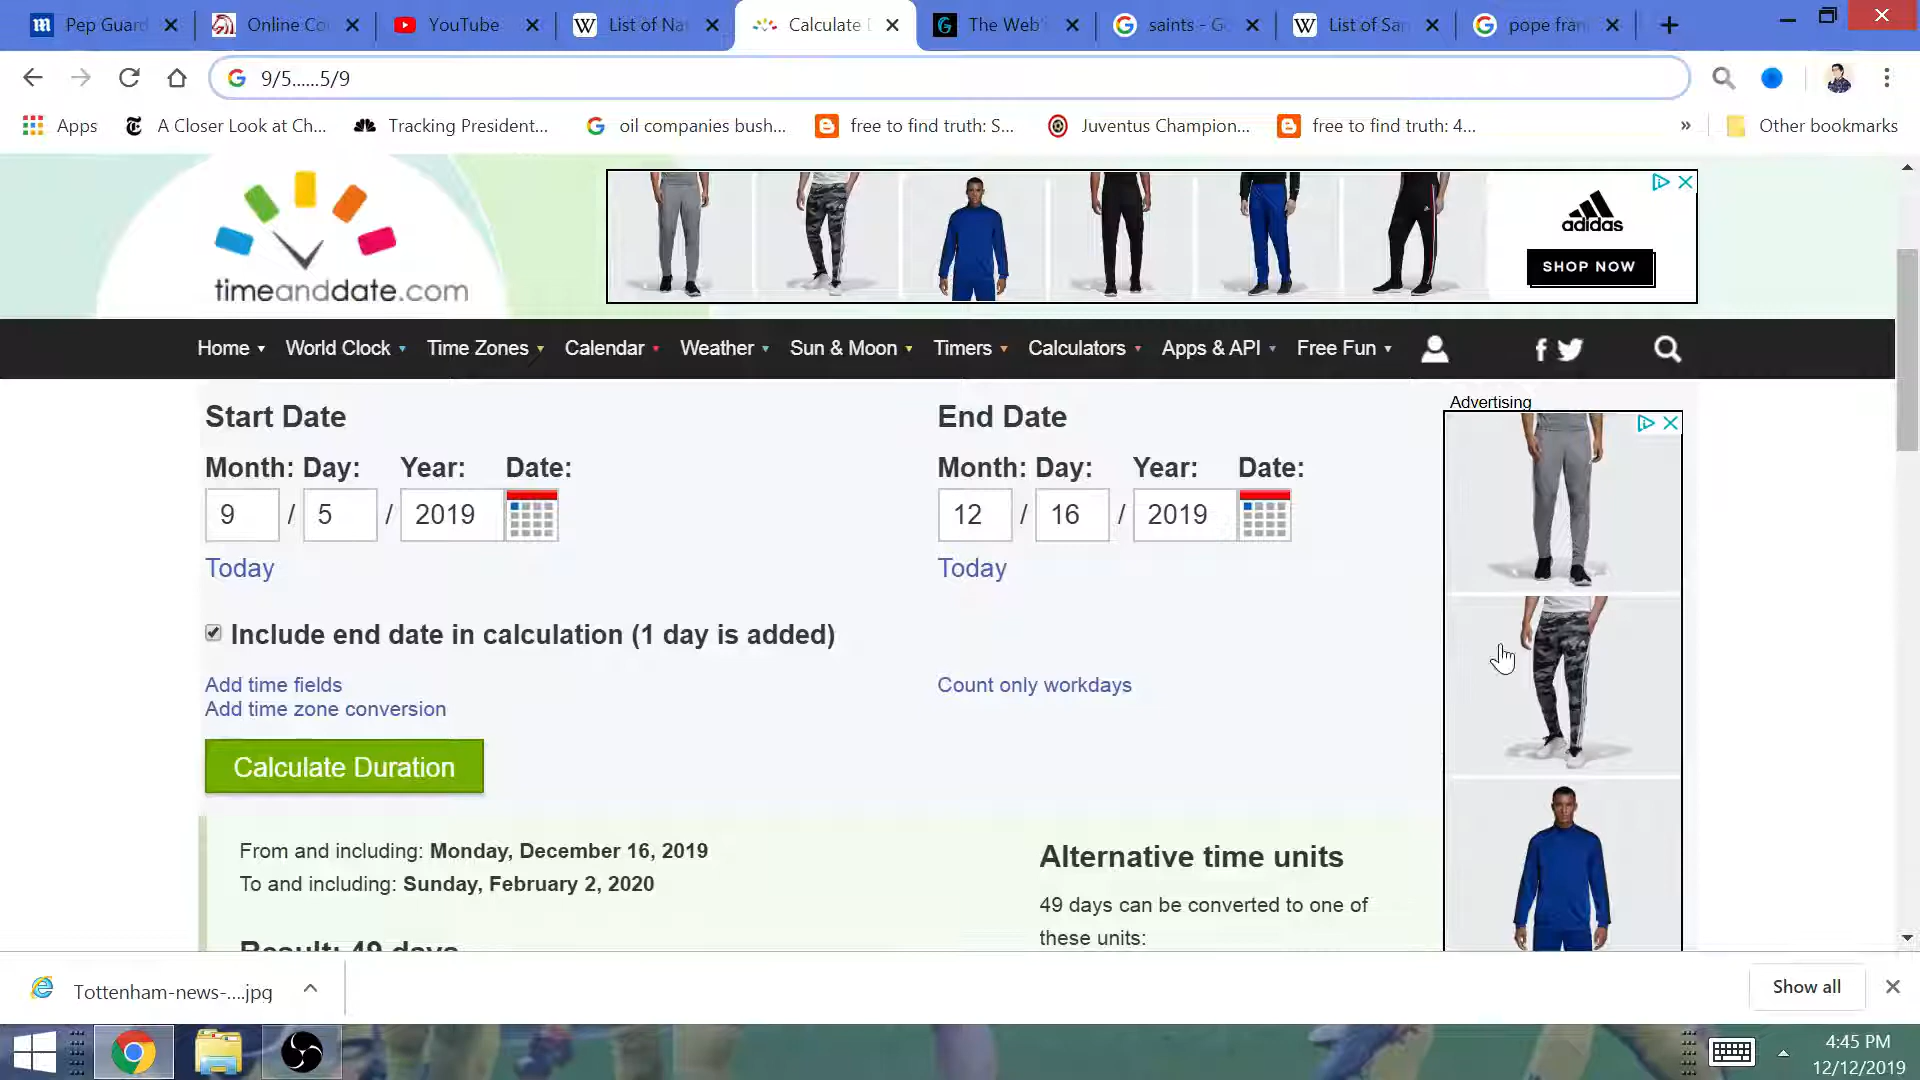 Pep Guard
Online Co
YouTube
List of Na
Calculate
The Web
saints - G
List of San
pope fran
9/5......5/9
Apps
A Closer Look at Ch...
Tracking President...
oil companies bush...
free to find truth: S...
Juventus Champion...
free to find truth: 4...
»
Other bookmarks
timeanddate.com
adidas
SHOP NOW
Home
World Clock
Time Zones
Calendar
Weather
Sun & Moon
Timers
Calculators
Apps & API
Free Fun
Start Date
End Date
Advertising
Month: Day: Year: Date:
Month: Day: Year: Date:
9 / 5 / 2019
12 / 16 / 2019
Today
Today
Include end date in calculation (1 day is added)
Add time fields
Count only workdays
Add time zone conversion
Calculate Duration
From and including: Monday, December 16, 2019
To and including: Sunday, February 2, 2020
Alternative time units
49 days can be converted to one of
these units:
Result: 49 days
Tottenham-news-....jpg
Show all
4:45 PM
12/12/2019